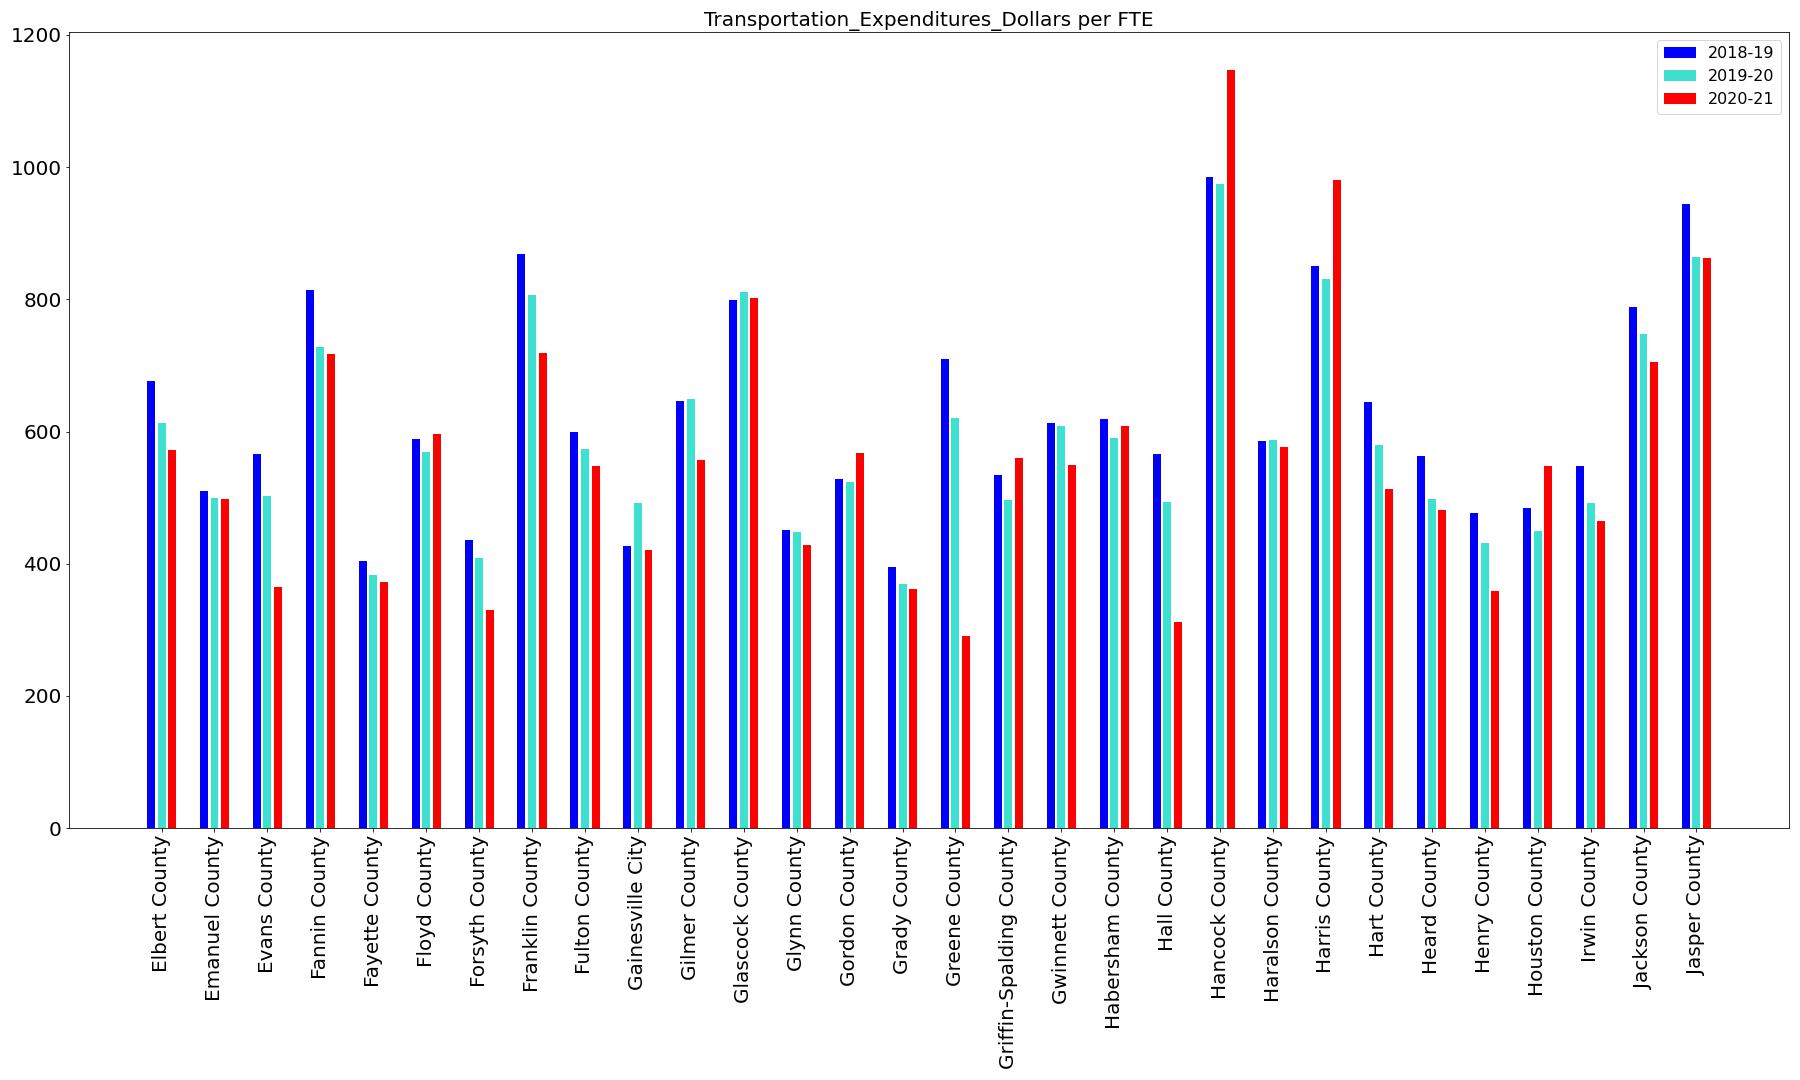 Transportation_Expenditures_Dollars per FTE
1200
1000
800
600
400
200
0
2018-19
2019-20
2020-21
Elbert County
Emanuel County
Evans County
Fannin County
Fayette County
Floyd County
Forsyth County
Franklin County
Fulton County
Gainesville City
Gilmer County
Glascock County
Glynn County
Gordon County
Grady County
Greene County
Griffin-Spalding County
Gwinnett County
Habersham County
Hall County
Hancock County
Haralson County
Harris County
Hart County
Heard County
Henry County
Houston County
Irwin County
Jackson County
Jasper County